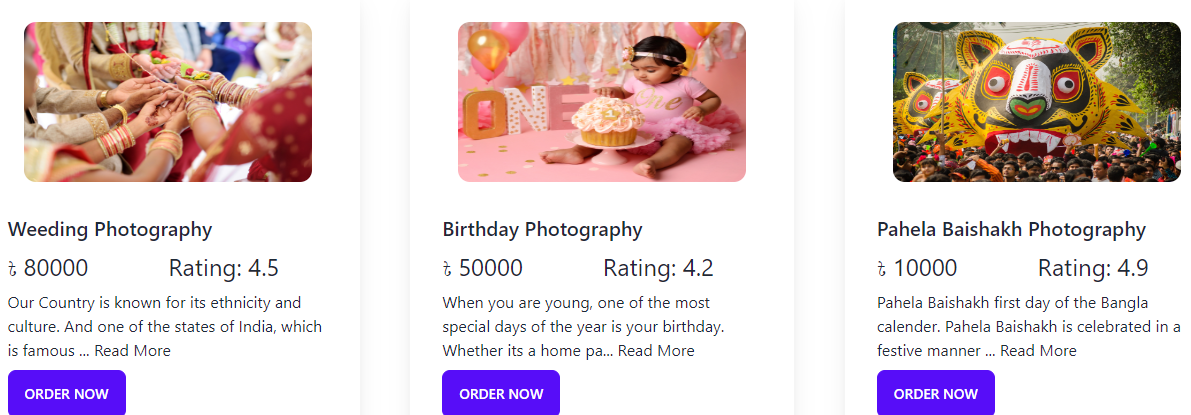 ONE
one
1
Weeding Photography
৳ 80000 Rating: 4.5
Our Country is known for its ethnicity and
culture. And one of the states of India, which
is famous ... Read More
ORDER NOW
Birthday Photography
৳ 50000 Rating: 4.2
When you are young, one of the most
special days of the year is your birthday.
Whether its a home pa... Read More
ORDER NOW
Pahela Baishakh Photography
৳ 10000 Rating: 4.9
Pahela Baishakh first day of the Bangla
calender. Pahela Baishakh is celebrated in a
festive manner ... Read More
ORDER NOW